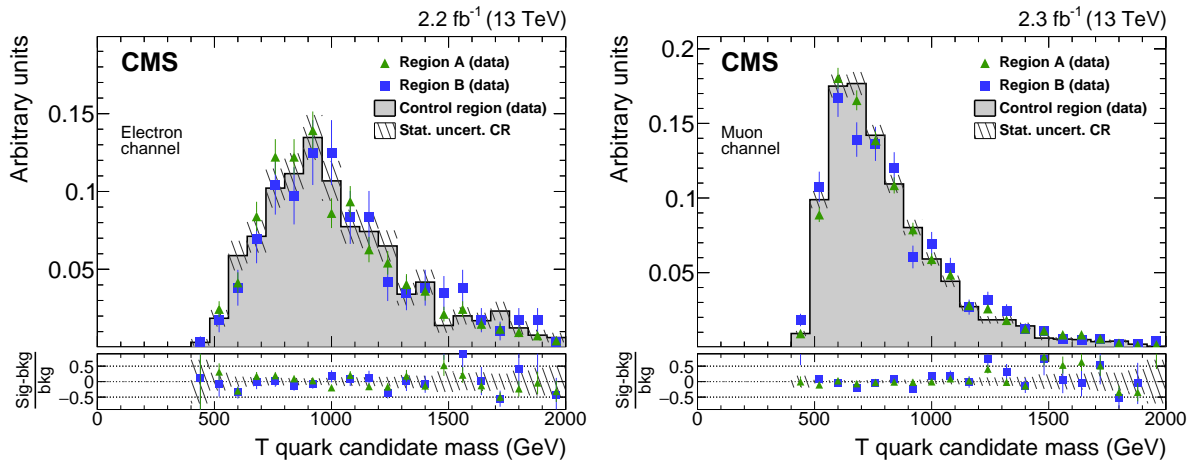 2.2 fb⁻¹ (13 TeV)
Arbitrary units
CMS
Electron
channel
Region A (data)
Region B (data)
Control region (data)
Stat. uncert. CR
0.15
0.1
0.05
Sig-bkg
bkg
0.5
0
−0.5
0 500 1000 1500 2000
T quark candidate mass (GeV)
2.3 fb⁻¹ (13 TeV)
Arbitrary units
CMS
Muon
channel
Region A (data)
Region B (data)
Control region (data)
Stat. uncert. CR
0.2
0.15
0.1
0.05
Sig-bkg
bkg
0.5
0
−0.5
0 500 1000 1500 2000
T quark candidate mass (GeV)